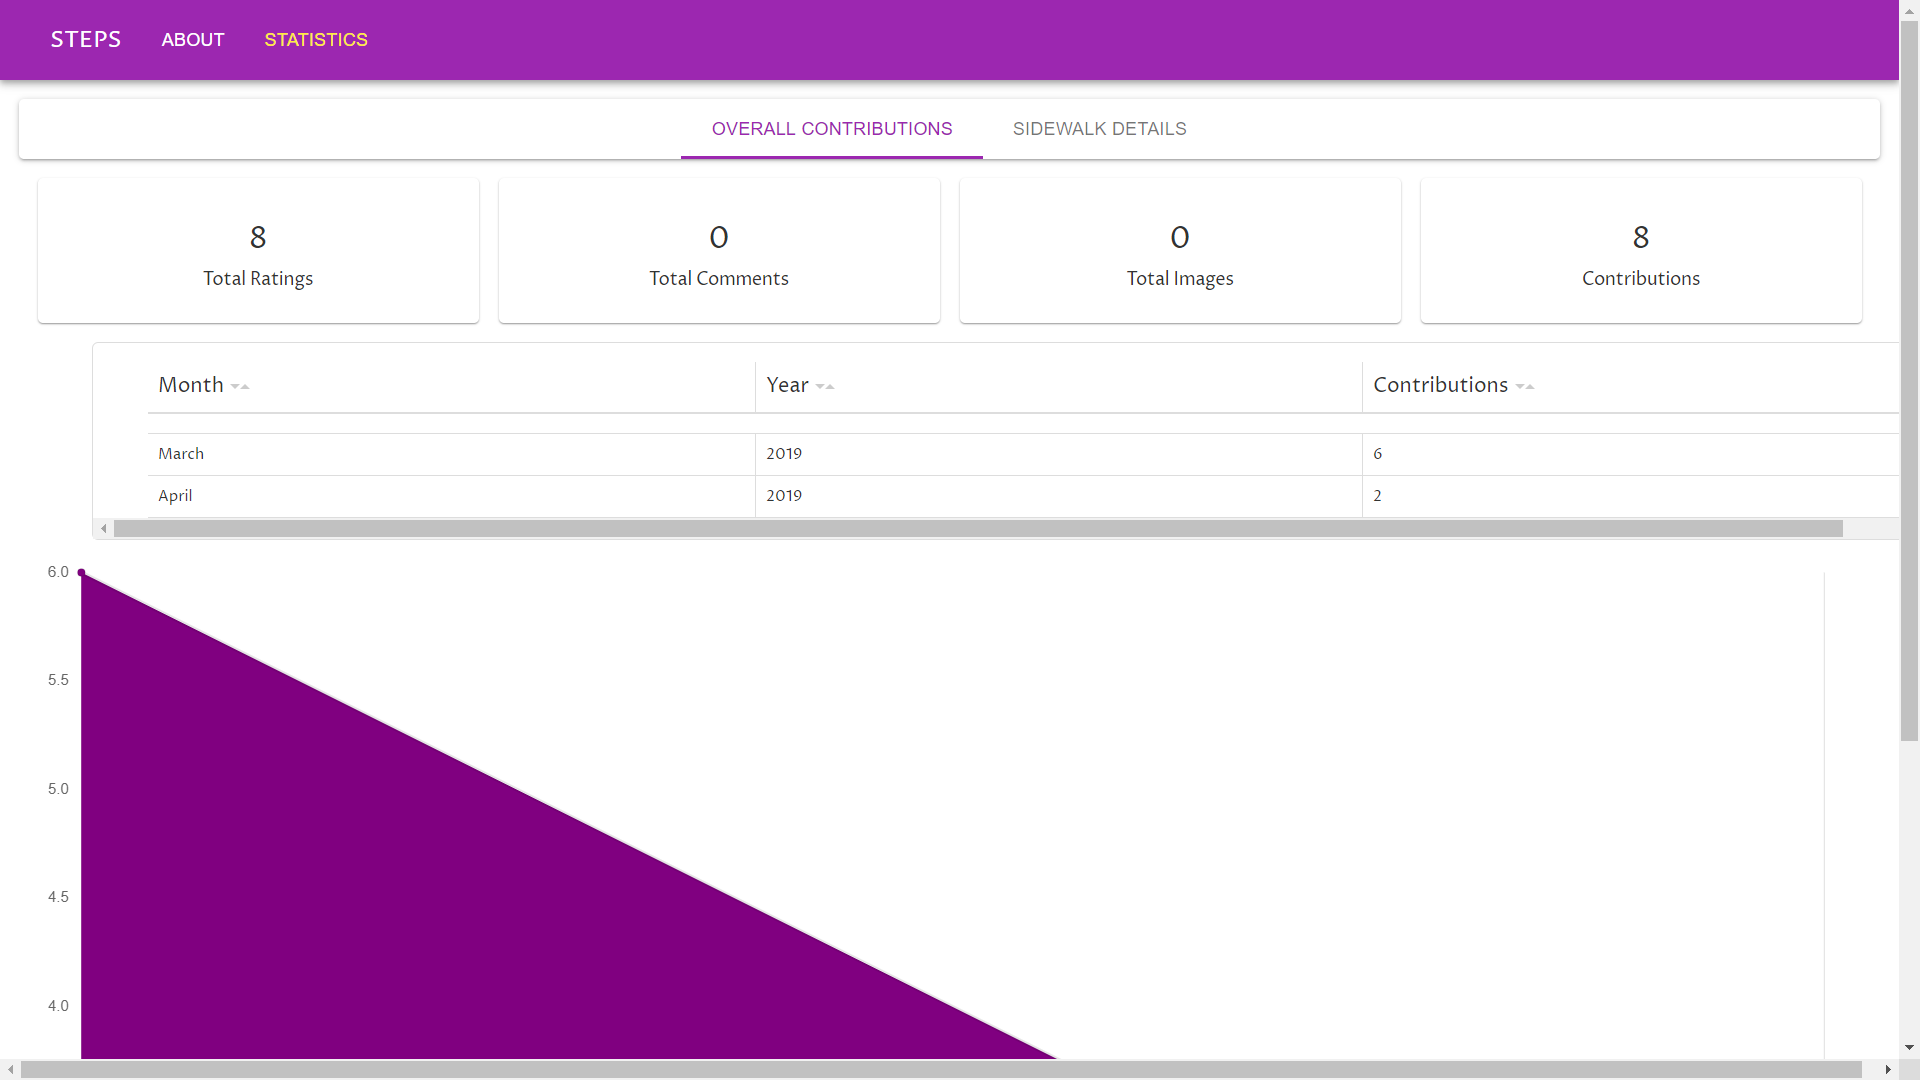 STEPS ABOUT STATISTICS
OVERALL CONTRIBUTIONS SIDEWALK DETAILS
8 0 0 8
Total Ratings Total Comments Total Images Contributions
Month Year Contributions
March 2019 6
April 2019 2
6.0
5.5
5.0
4.5
4.0